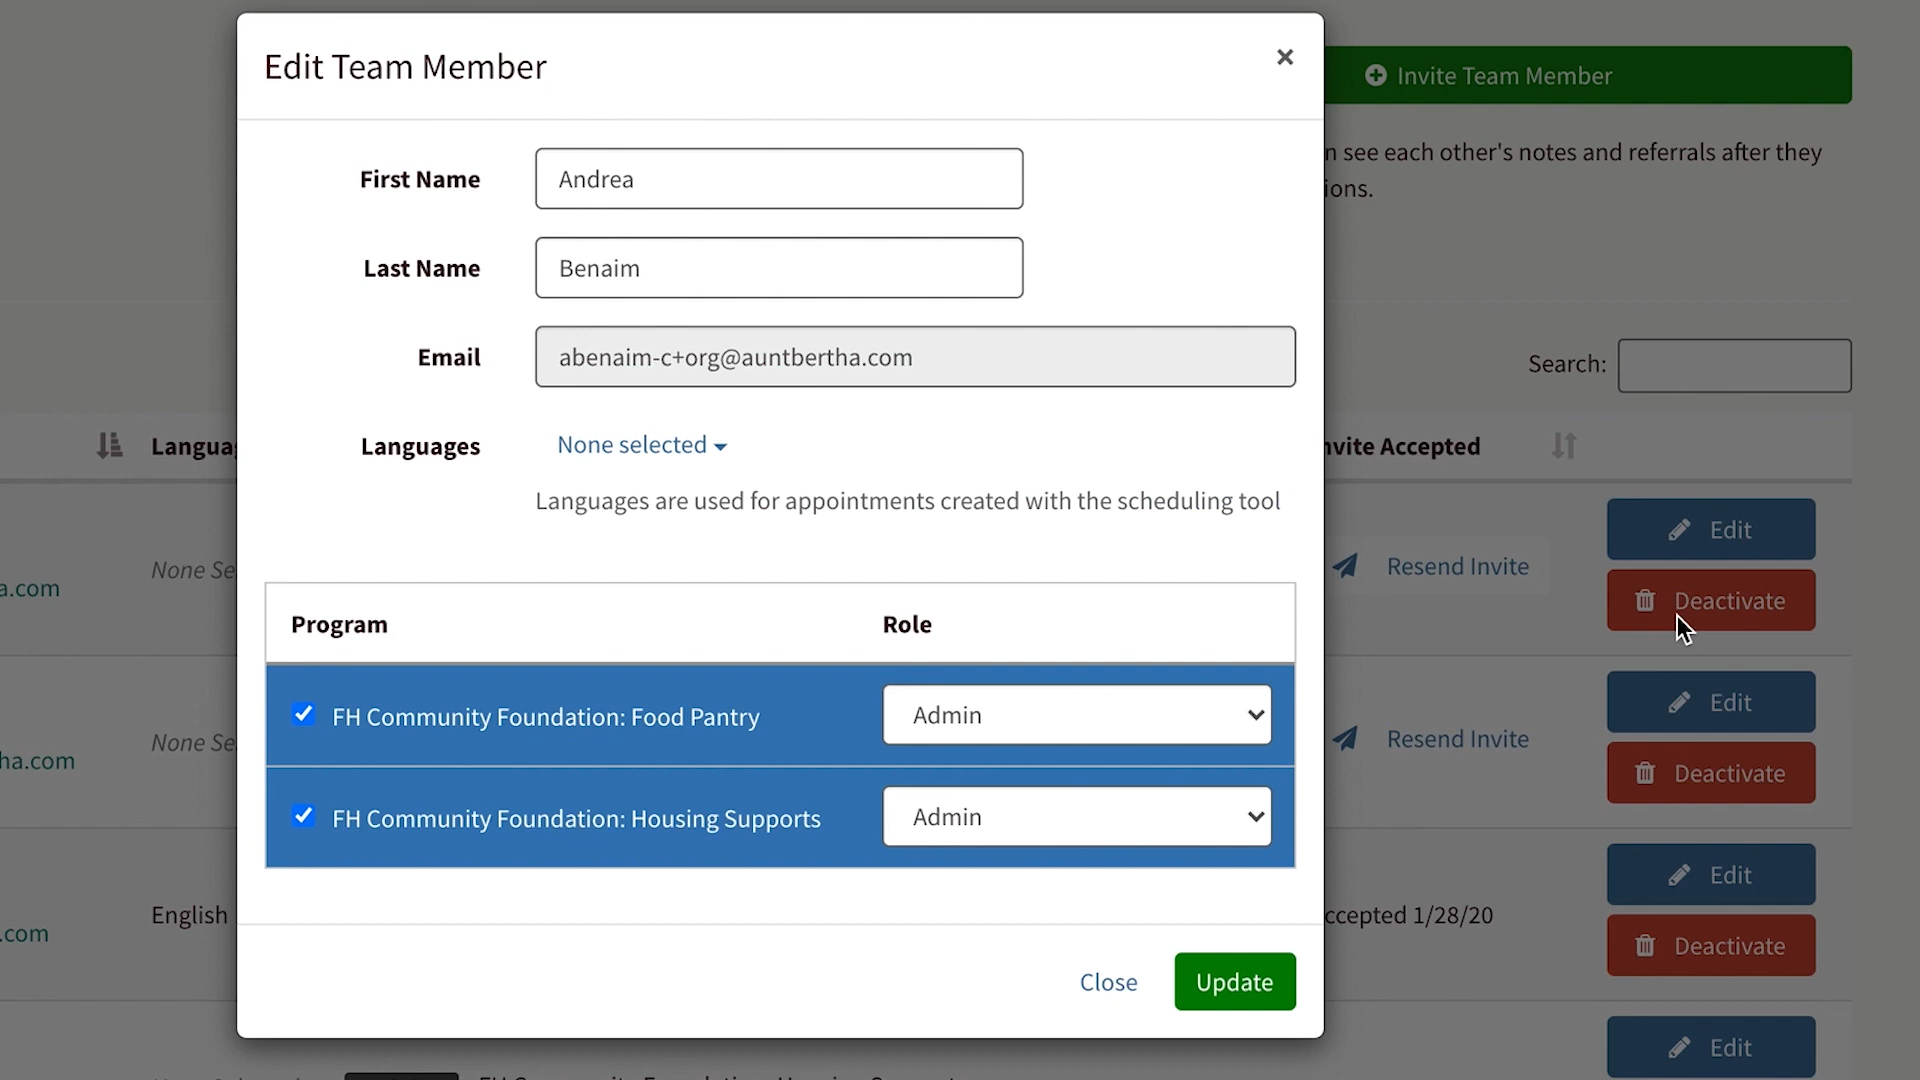 Edit Team Member
×
Invite Team Member
First Name
Andrea
n see each other's notes and referrals after they
ions.
Last Name
Benaim
Email
abenaim-c+org@auntbertha.com
Search:
Languages
None selected
Langua
nvite Accepted
Languages are used for appointments created with the scheduling tool
None Se
a.com
Resend Invite
Edit
Deactivate
Program
Role
FH Community Foundation: Food Pantry
Admin
None Se
ha.com
Resend Invite
Edit
Deactivate
FH Community Foundation: Housing Supports
Admin
English
.com
ccepted 1/28/20
Edit
Deactivate
Close
Update
Edit